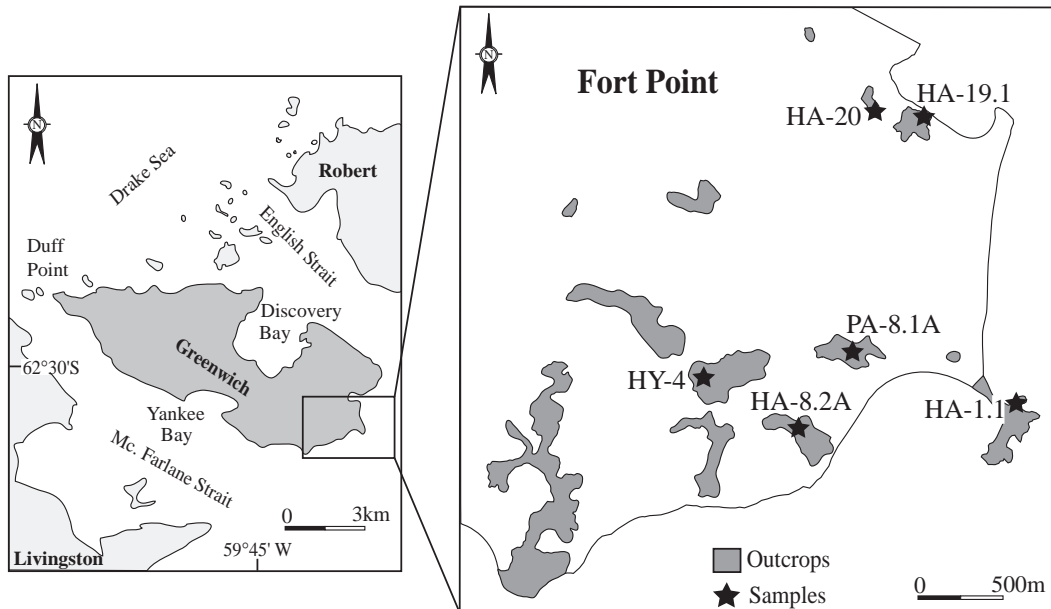 N
Drake Sea
Robert
English Strait
Duff
Point
Discovery
Bay
Greenwich
62°30'S
Yankee
Bay
Mc. Farlane Strait
0 3km
59°45' W
Livingston
N
Fort Point
HA-20
HA-19.1
PA-8.1A
HY-4
HA-8.2A
HA-1.1
Outcrops
Samples
0 500m